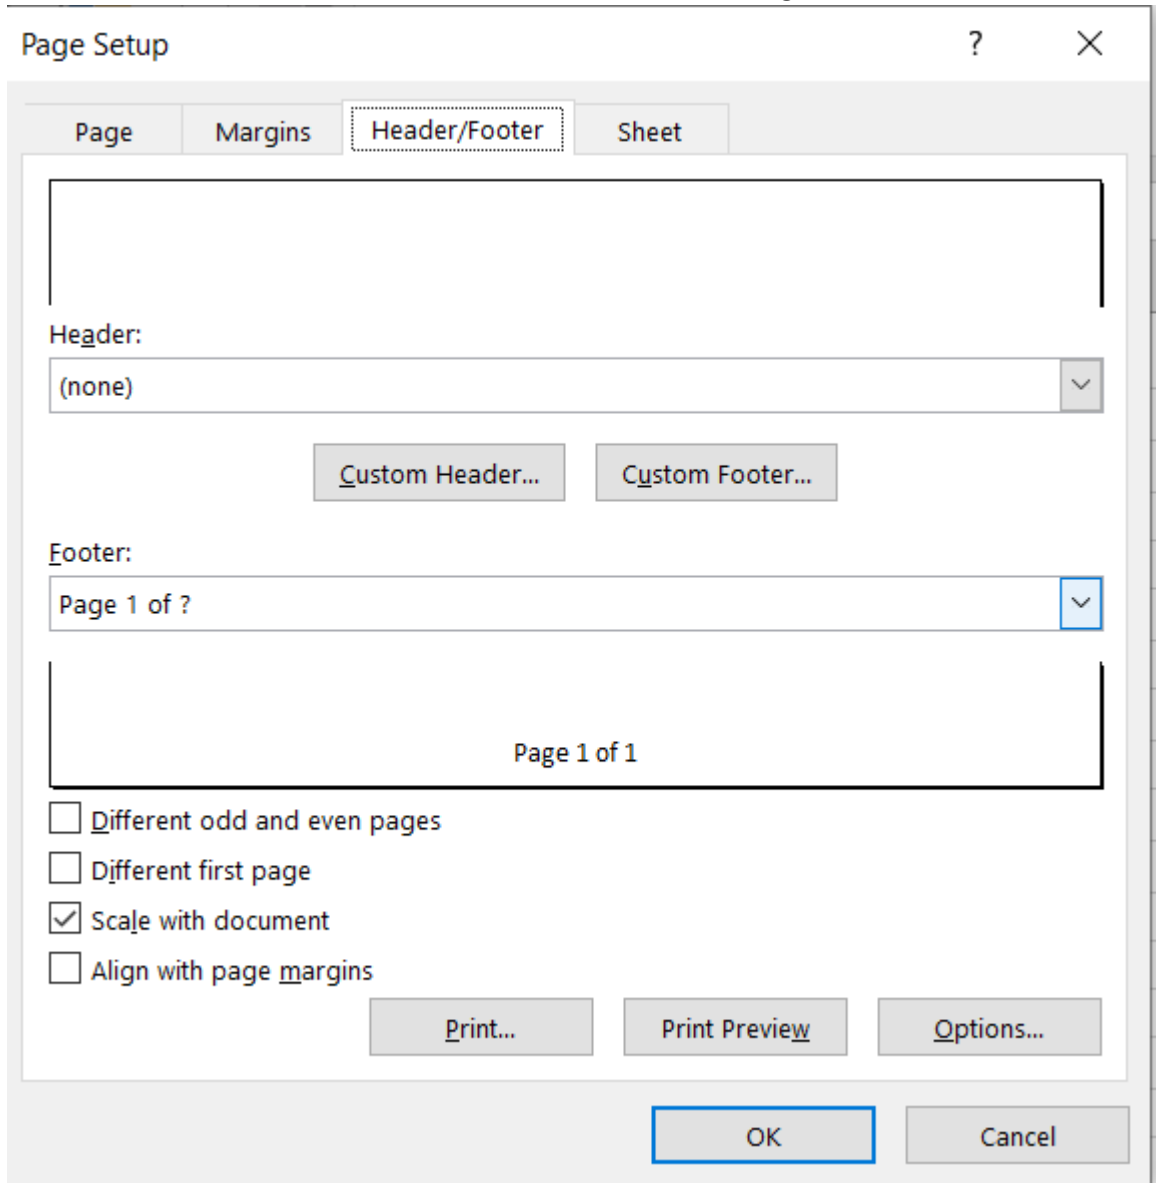 Page Setup ?
Page Margins Header/Footer Sheet
Header:
(none)
Custom Header... Custom Footer...
Footer:
Page 1 of ?
Page 1 of 1
Different odd and even pages
Different first page
Scale with document
Align with page margins
Print... Print Preview Options...
OK Cancel